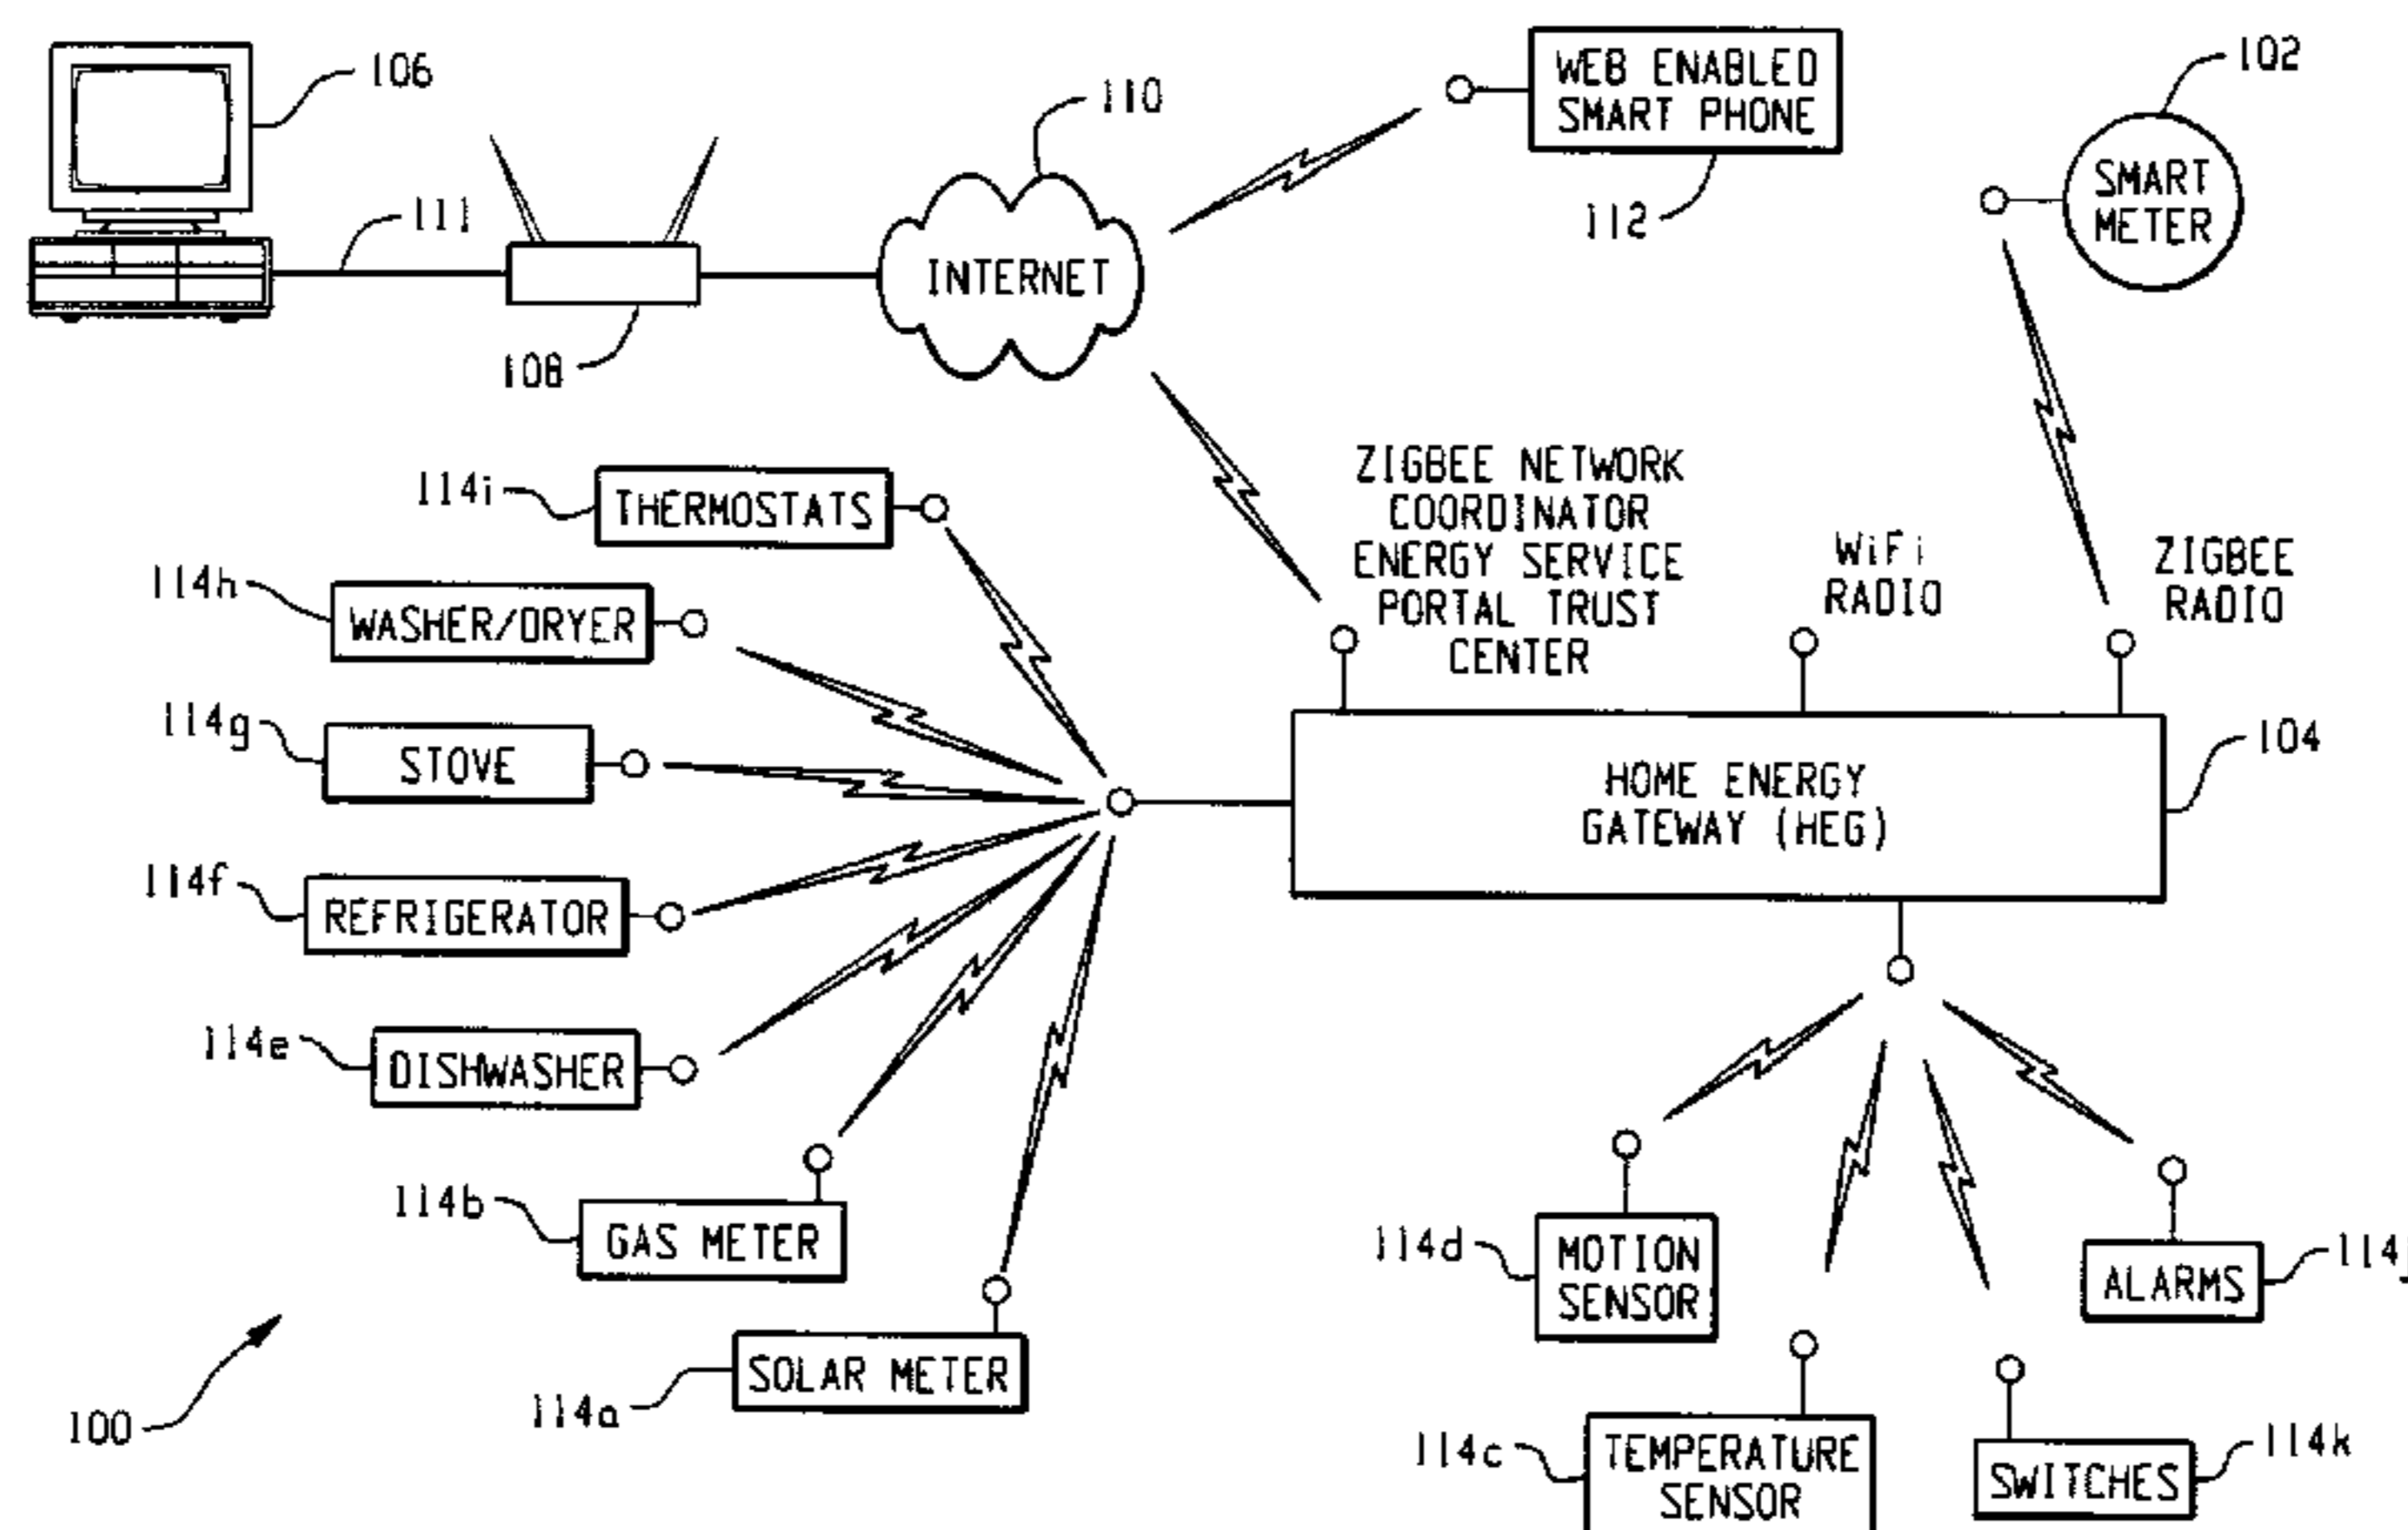 106
110
WEB ENABLED
SMART PHONE
102
111
112
SMART
METER
INTERNET
108
ZIGBEE NETWORK
COORDINATOR
ENERGY SERVICE
PORTAL TRUST
CENTER
WiFi
RADIO
ZIGBEE
RADIO
114i
THERMOSTATS
114h
WASHER/DRYER
114g
STOVE
104
HOME ENERGY
GATEWAY (HEG)
114f
REFRIGERATOR
114e
DISHWASHER
114b
GAS METER
114d
MOTION
SENSOR
114j
ALARMS
100
114a
SOLAR METER
114c
TEMPERATURE
SENSOR
114k
SWITCHES